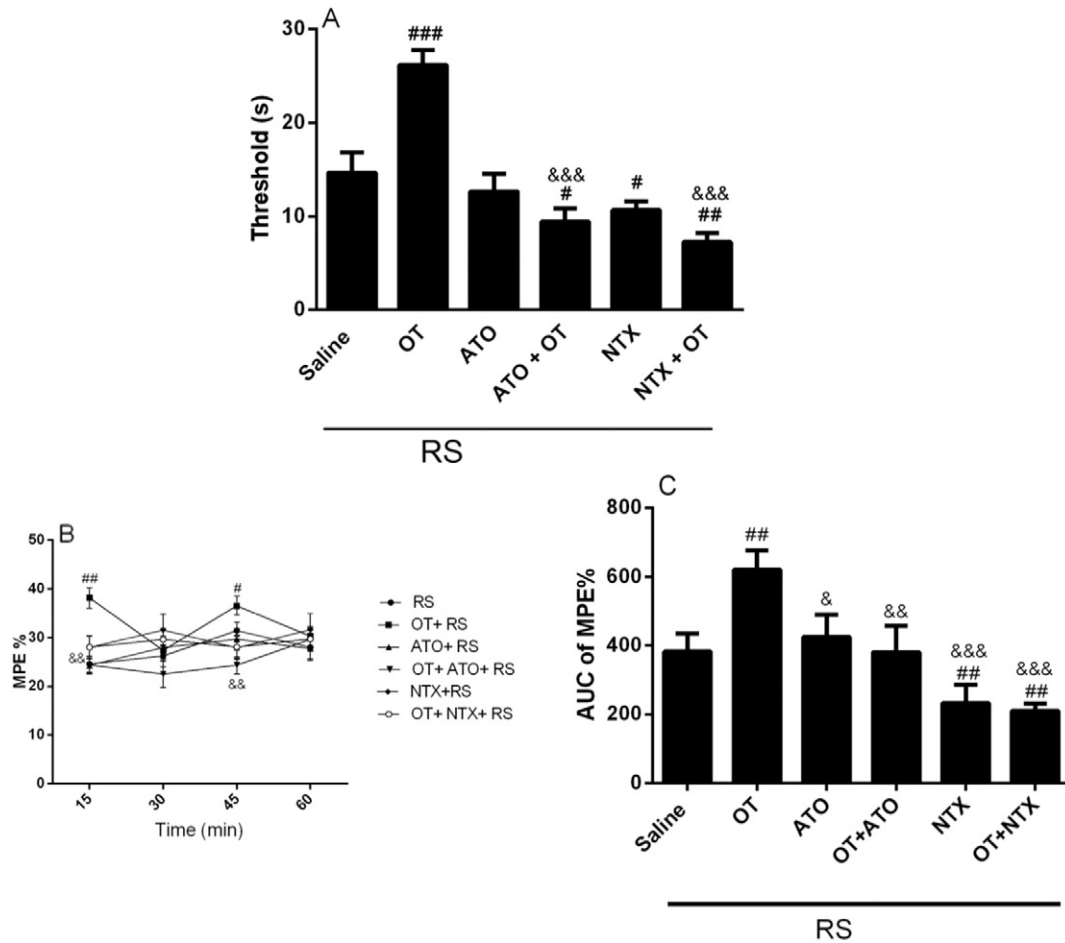 A
30
20
10
0
Threshold (s)
###
&&&
#
#
&&&
##
Saline
OT
ATO
ATO + OT
NTX
NTX + OT
RS
B
50
40
30
20
10
0
MPE %
##
&&
#
&&
15
30
45
60
Time (min)
RS
OT+ RS
ATO+ RS
OT+ ATO+ RS
NTX+RS
OT+ NTX+ RS
C
800
600
400
200
0
AUC of MPE%
##
&
&&
&&&
##
&&&
##
Saline
OT
ATO
OT+ATO
NTX
OT+NTX
RS